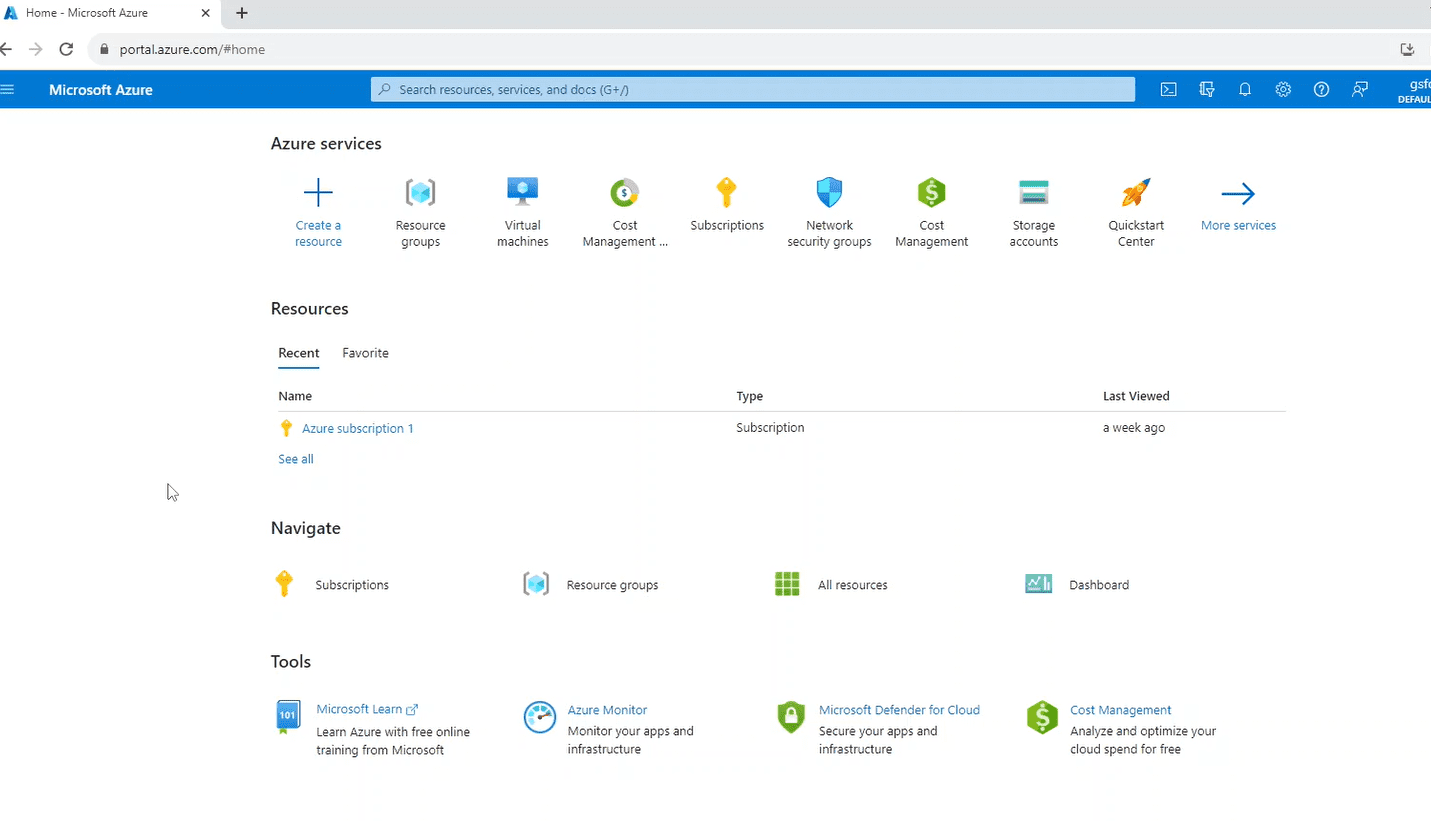 Home - Microsoft Azure
portal.azure.com/#home
Microsoft Azure
Search resources, services, and docs (G+/)
DEFAUL
Azure services
Create a
resource
Resource
groups
Virtual
machines
Cost
Management ...
Subscriptions
Network
security groups
Cost
Management
Storage
accounts
Quickstart
Center
More services
Resources
Recent Favorite
Name Type Last Viewed
Azure subscription 1 Subscription a week ago
See all
Navigate
Subscriptions Resource groups All resources Dashboard
Tools
101
Microsoft Learn
Learn Azure with free online
training from Microsoft
Azure Monitor
Monitor your apps and
infrastructure
Microsoft Defender for Cloud
Secure your apps and
infrastructure
Cost Management
Analyze and optimize your
cloud spend for free